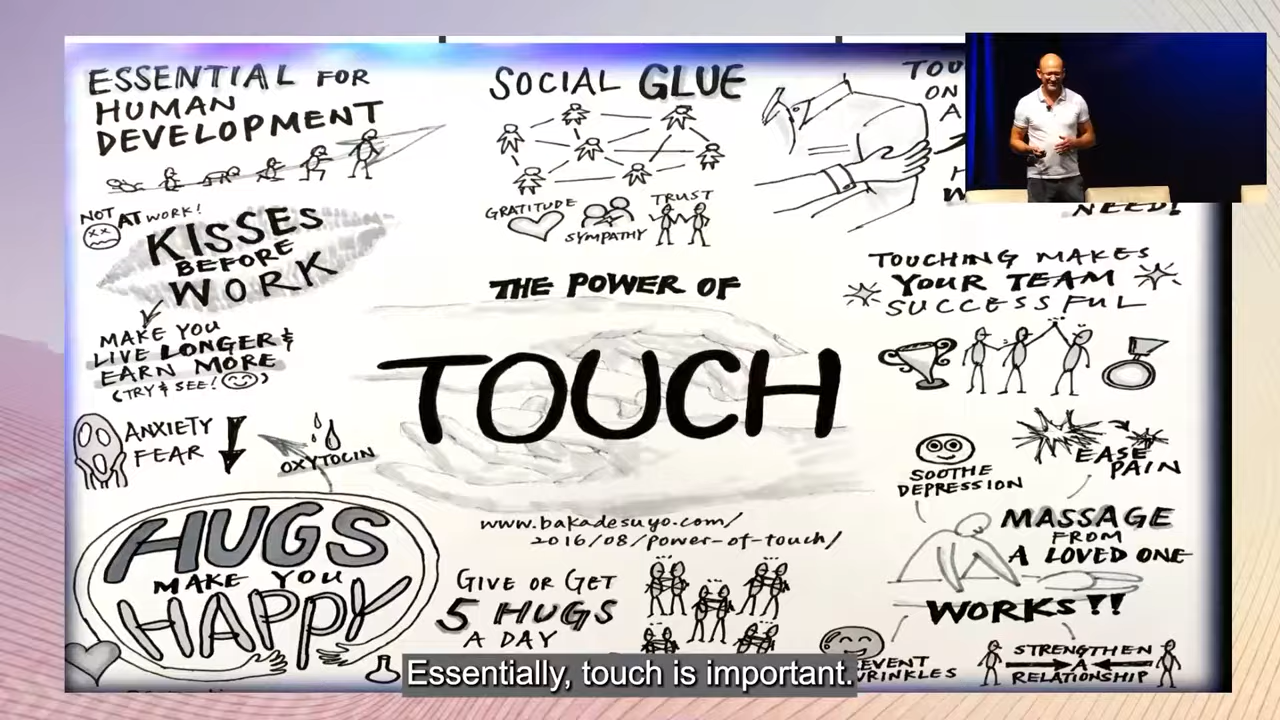 ESSENTIAL FOR
HUMAN
DEVELOPMENT
NOT AT WORK!
KISSES
BEFORE
WORK
MAKE YOU
LIVE LONGER &
EARN MORE
(TRY & SEE!)
ANXIETY
FEAR
OXYTOCIN
HUGS
MAKE YOU
HAPPY
SOCIAL GLUE
GRATITUDE
SYMPATHY
TRUST
THE POWER OF
TOUCH
www.bakadesuyo.com/
2016/08/power-of-touch/
GIVE OR GET
5 HUGS
A DAY
TOU
ON
A
NEED!
TOUCHING MAKES
YOUR TEAM
SUCCESSFUL
SOOTHE
DEPRESSION
EASE
PAIN
MASSAGE
FROM
A LOVED ONE
WORKS!!
EVENT
WRINKLES
STRENGTHEN
A
RELATIONSHIP
Essentially, touch is important.